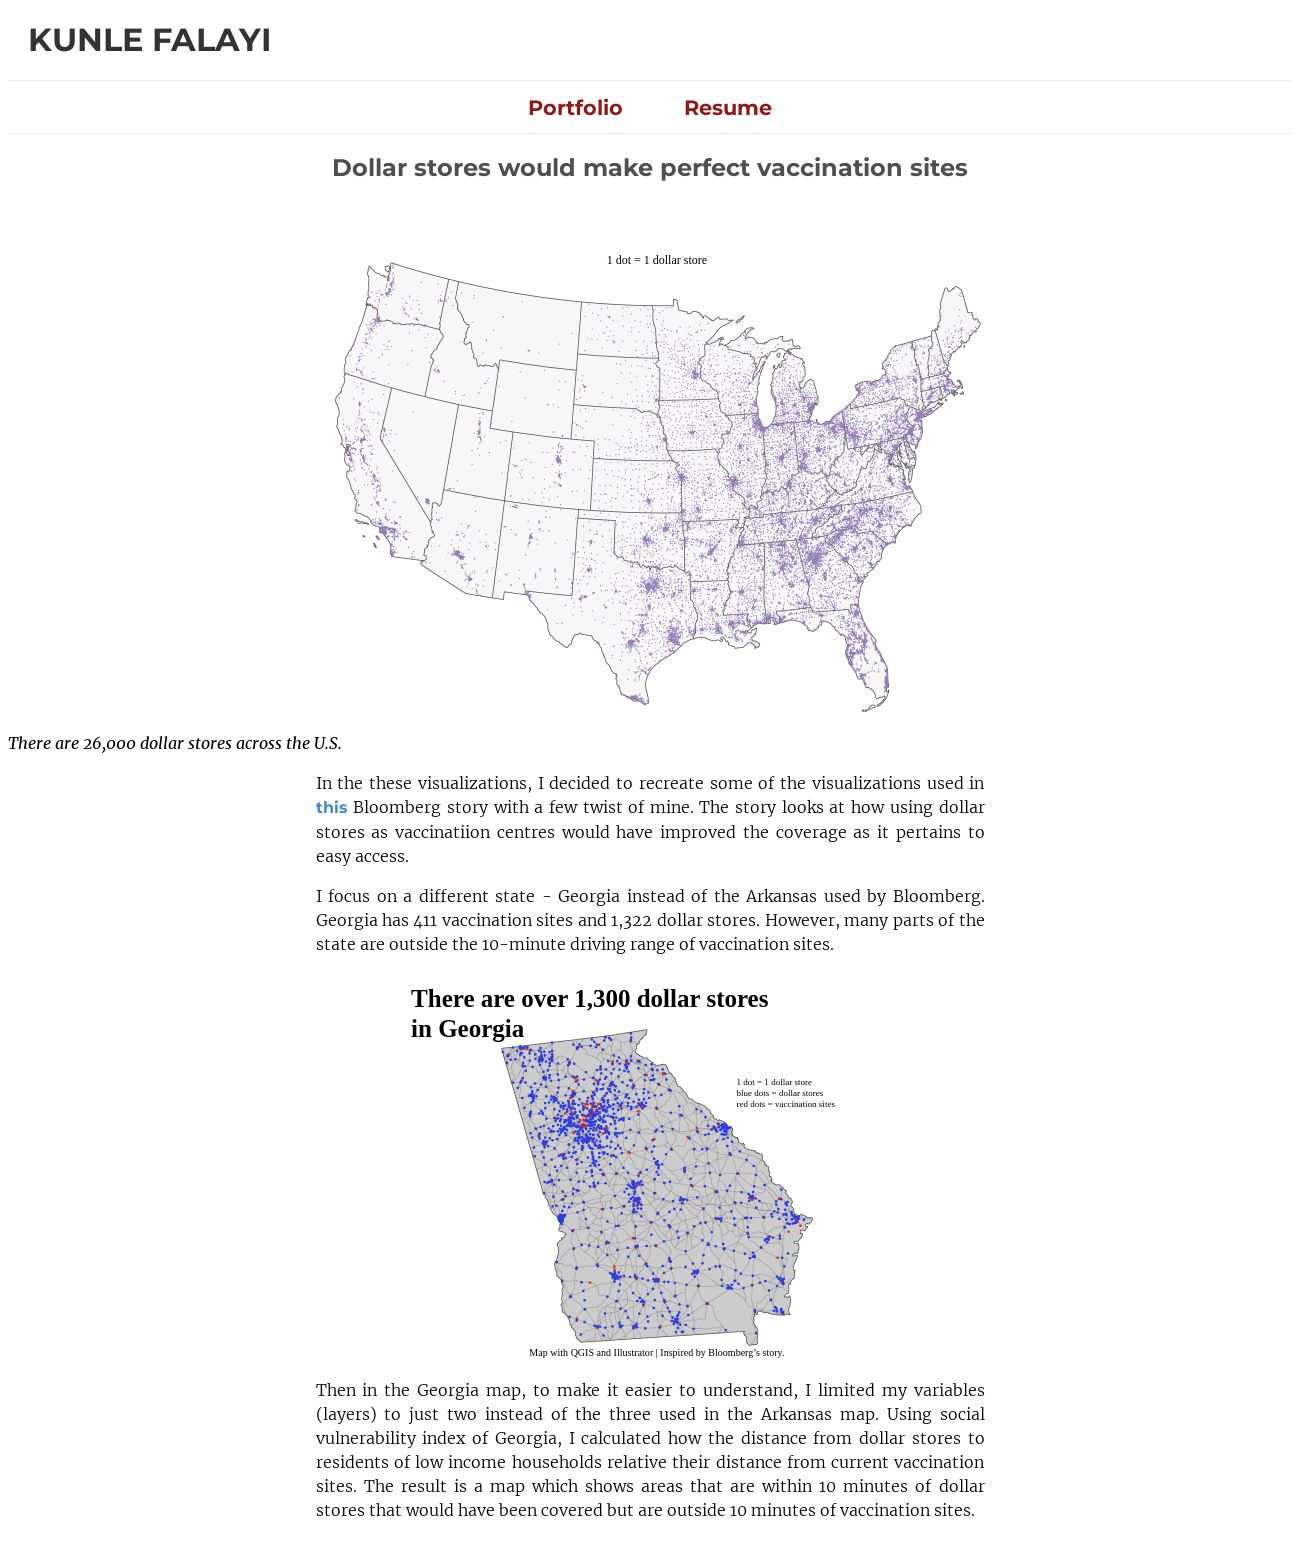 KUNLE FALAYI
Portfolio Resume
Dollar stores would make perfect vaccination sites
1 dot = 1 dollar store
There are 26,000 dollar stores across the U.S.
In the these visualizations, I decided to recreate some of the visualizations used in
this Bloomberg story with a few twist of mine. The story looks at how using dollar
stores as vaccinatiion centres would have improved the coverage as it pertains to
easy access.
I focus on a different state - Georgia instead of the Arkansas used by Bloomberg.
Georgia has 411 vaccination sites and 1,322 dollar stores. However, many parts of the
state are outside the 10-minute driving range of vaccination sites.
There are over 1,300 dollar stores
in Georgia
1 dot = 1 dollar store
blue dots = dollar stores
red dots = vaccination sites
Map with QGIS and Illustrator | Inspired by Bloomberg's story.
Then in the Georgia map, to make it easier to understand, I limited my variables
(layers) to just two instead of the three used in the Arkansas map. Using social
vulnerability index of Georgia, I calculated how the distance from dollar stores to
residents of low income households relative their distance from current vaccination
sites. The result is a map which shows areas that are within 10 minutes of dollar
stores that would have been covered but are outside 10 minutes of vaccination sites.